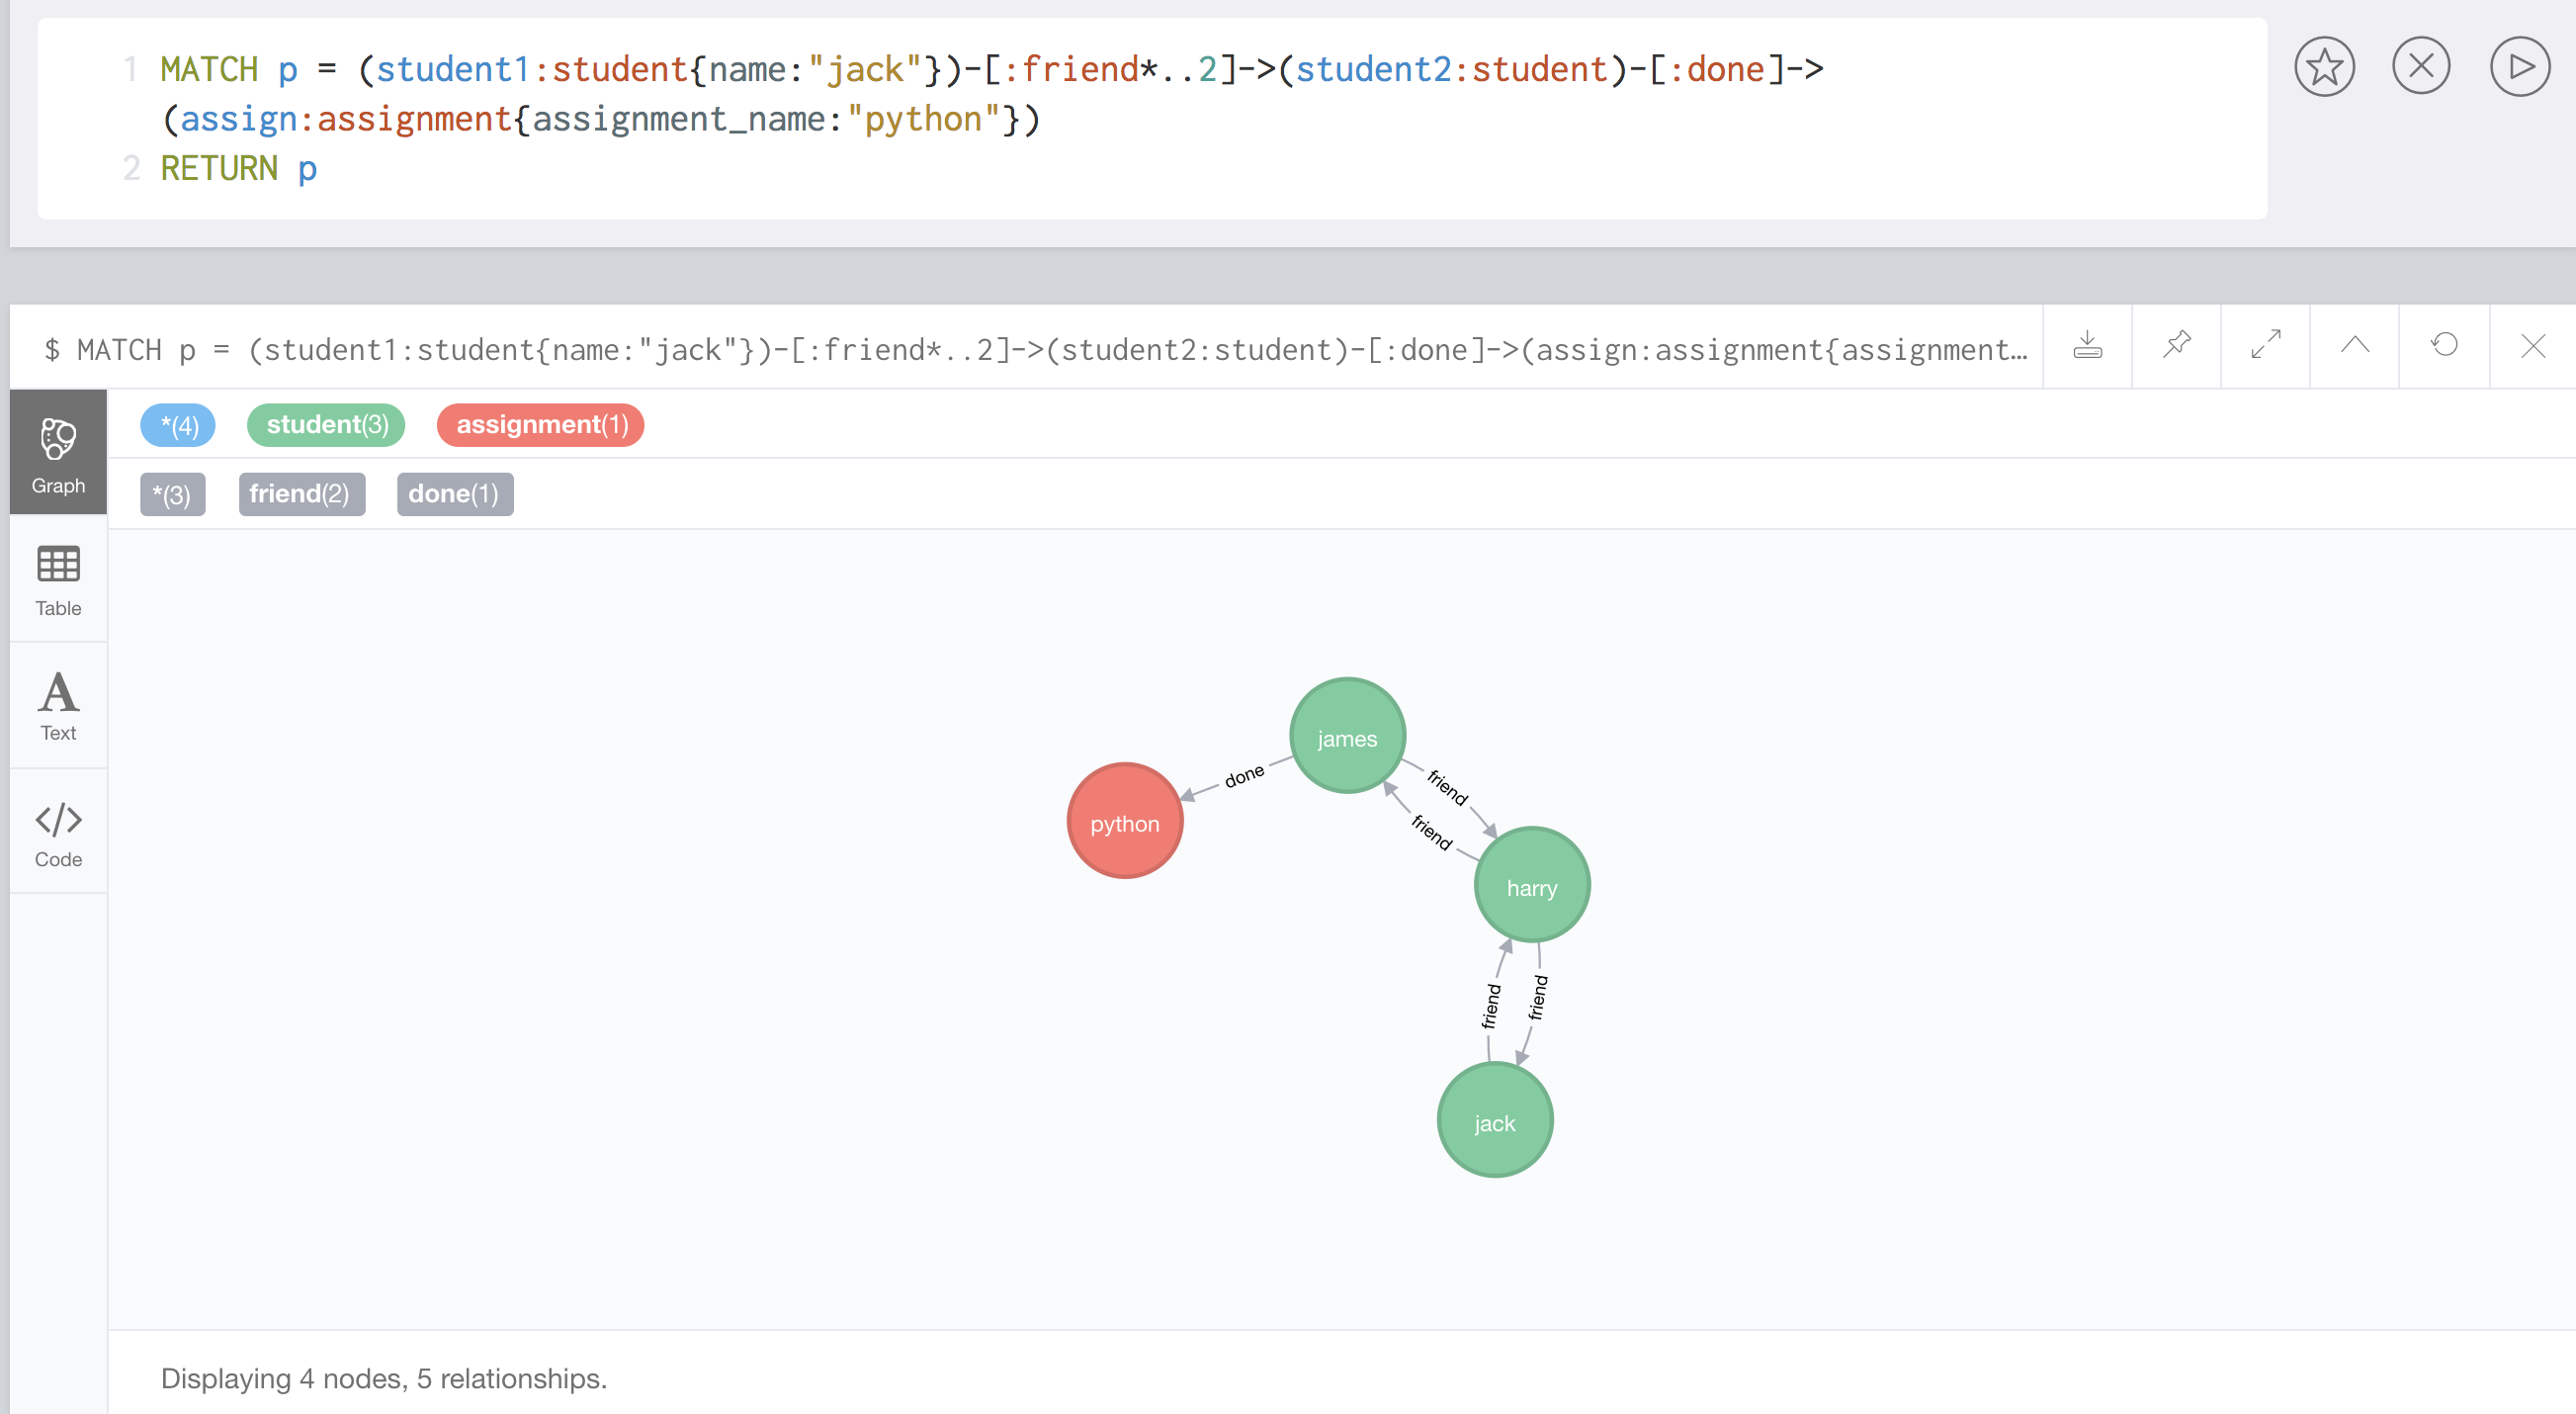 1 MATCH p = (student1:student{name:"jack"})-[:friend*..2]->(student2:student)-[:done]->
(assign:assignment{assignment_name:"python"})
2 RETURN p
$ MATCH p = (student1:student{name:"jack"})-[:friend*..2]->(student2:student)-[:done]->(assign:assignment{assignment…
*(4) student(3) assignment(1)
Graph
*(3) friend(2) done(1)
Table
Text
Code
james
done
friend
python
friend
harry
friend
friend
jack
Displaying 4 nodes, 5 relationships.